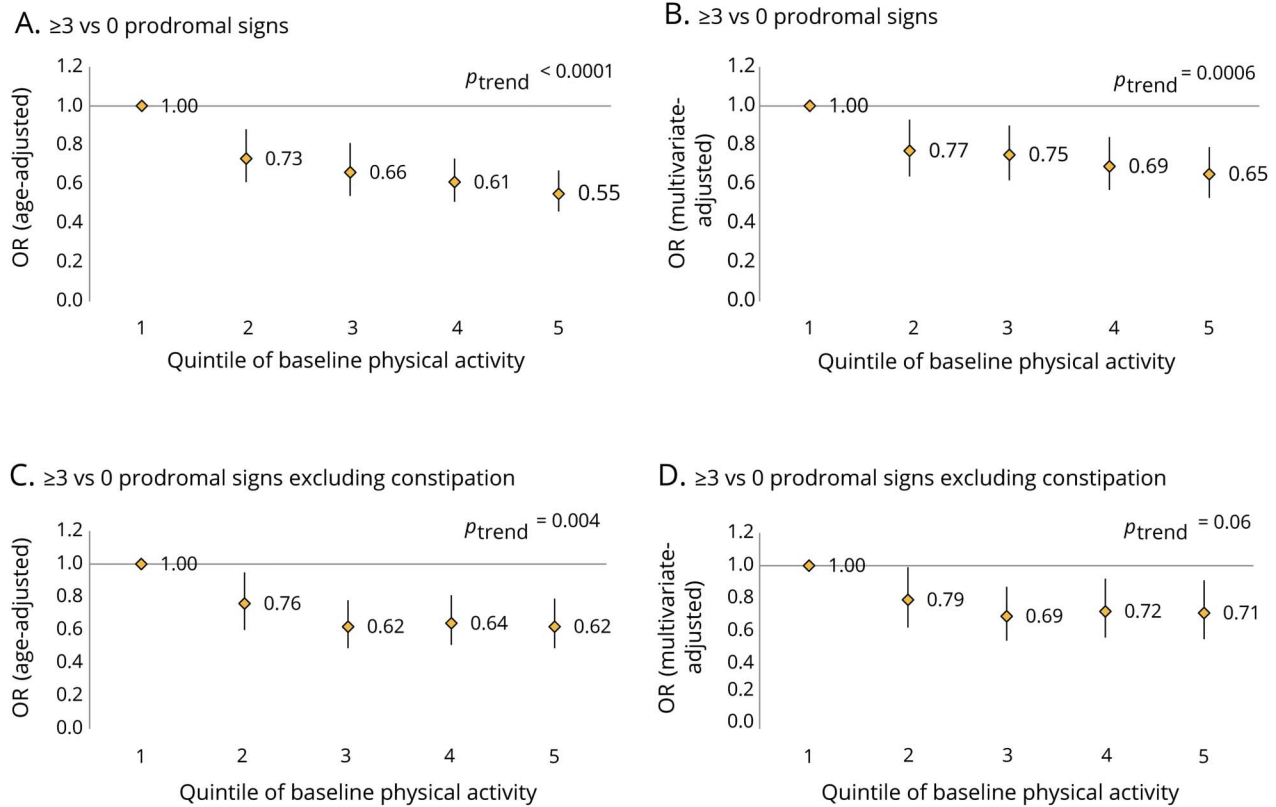 A. ≥3 vs 0 prodromal signs
OR (age-adjusted)
1.2
1.0
0.8
0.6
0.4
0.2
0.0
ptrend < 0.0001
1.00
0.73
0.66
0.61
0.55
1 2 3 4 5
Quintile of baseline physical activity
B. ≥3 vs 0 prodromal signs
OR (multivariate-
adjusted)
1.2
1.0
0.8
0.6
0.4
0.2
0.0
ptrend = 0.0006
1.00
0.77
0.75
0.69
0.65
1 2 3 4 5
Quintile of baseline physical activity
C. ≥3 vs 0 prodromal signs excluding constipation
OR (age-adjusted)
1.2
1.0
0.8
0.6
0.4
0.2
0.0
ptrend = 0.004
1.00
0.76
0.62
0.64
0.62
1 2 3 4 5
Quintile of baseline physical activity
D. ≥3 vs 0 prodromal signs excluding constipation
OR (multivariate-
adjusted)
1.2
1.0
0.8
0.6
0.4
0.2
0.0
ptrend = 0.06
1.00
0.79
0.69
0.72
0.71
1 2 3 4 5
Quintile of baseline physical activity